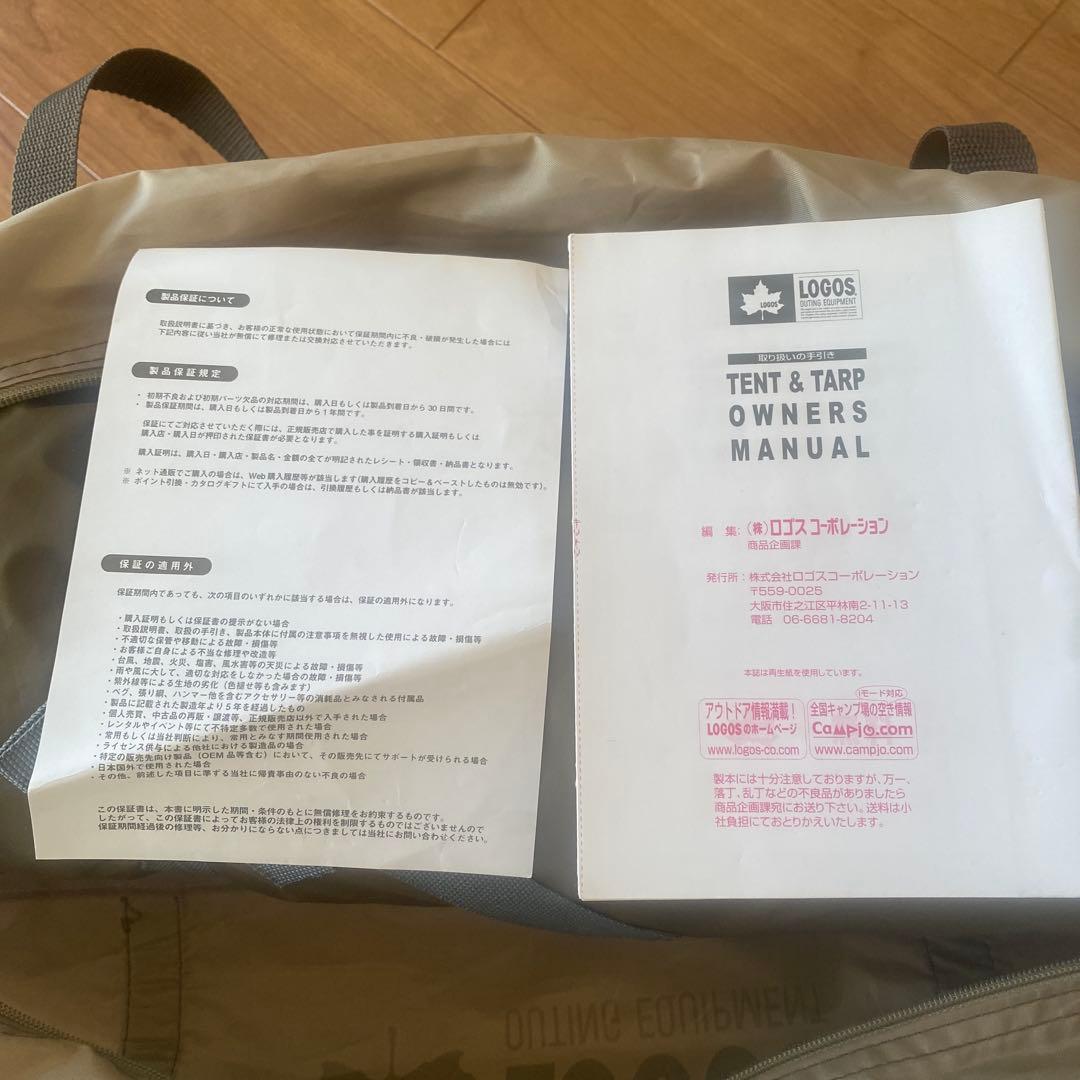 製品保証について
取扱説明書に基づき、お客様の正常な使用状態において保証期間内に不良・破損が発生した場合には
下記内容に従い当社が無償にて修理または交換対応させていただきます。
製品保証規定
・初期不良および初期パーツ欠品の対応期間は、購入日もしくは製品到着日から30日間です。
・製品保証期間は、購入日もしくは製品到着日から1年間です。
保証にてご対応させていただく際には、正規販売店で購入した事を証明する購入証明もしくは
購入店・購入日が押印された保証書が必要となります。
購入証明は、購入日・購入店・製品名・金額の全てが明記されたレシート・領収書・納品書となります。
※ ネット通販でご購入の場合は、Web購入履歴等が該当します(購入履歴をコピー＆ペーストしたものは無効です)。
※ ポイント引換・カタログギフトにて入手の場合は、引換履歴もしくは納品書が該当します。
保証の適用外
保証期間内であっても、次の項目のいずれかに該当する場合は、保証の適用外になります。
・購入証明もしくは保証書の提示がない場合
・取扱説明書、取扱の手引き、製品本体に付属の注意事項を無視した使用による故障・損傷等
・不適切な保管や移動による故障・損傷等
・お客様ご自身による不当な修理や改造等
・台風、地震、火災、塩害、風水害等の天災による故障・損傷等
・雨や風に大して、適切な対応をしなかった場合の故障・損傷等
・紫外線等による生地の劣化(色褪せ等も含みます)
・ペグ、張り綱、ハンマー他を含むアクセサリー等の消耗品とみなされる付属品
・製品に記載された製造年より5年を経過したもの
・個人売買、中古品の再販・譲渡等、正規販売店以外で入手された場合
・レンタルやイベント等にて不特定多数で使用された場合
・常用もしくは当社判断により、常用とみなす期間使用された場合
・ライセンス供与による他社における製造品の場合
・特定の販売先向け製品(OEM品等含む)において、その販売先にてサポートが受けられる場合
・日本国外で使用された場合
・その他、前述した項目に準ずる当社に帰責事由のない不良の場合
この保証書は、本書に明示した期間・条件のもとに無償修理をお約束するものです。
したがって、この保証書によってお客様の法律上の権利を制限するものではございませんので
保証期間経過後の修理等、お分かりにならない点につきましては当社にお問い合わせください。
LOGOS
LOGOS
OUTING EQUIPMENT
取り扱いの手引き
TENT & TARP
OWNERS
MANUAL
編 集: (株)ロゴス コーポレーション
商品企画課
発行所: 株式会社ロゴスコーポレーション
〒559-0025
大阪市住之江区平林南2-11-13
電話 06-6681-8204
本誌は再生紙を使用しています。
アウトドア情報満載！
LOGOSのホームページ
www.logos-co.com
iモード対応
全国キャンプ場の空き情報
Campjo.com
www.campjo.com
製本には十分注意しておりますが、万一、
落丁、乱丁などの不良品がありましたら
商品企画課宛にお送り下さい。送料は小
社負担にておとりかえいたします。
OUTING EQUIPMENT
LOGOS